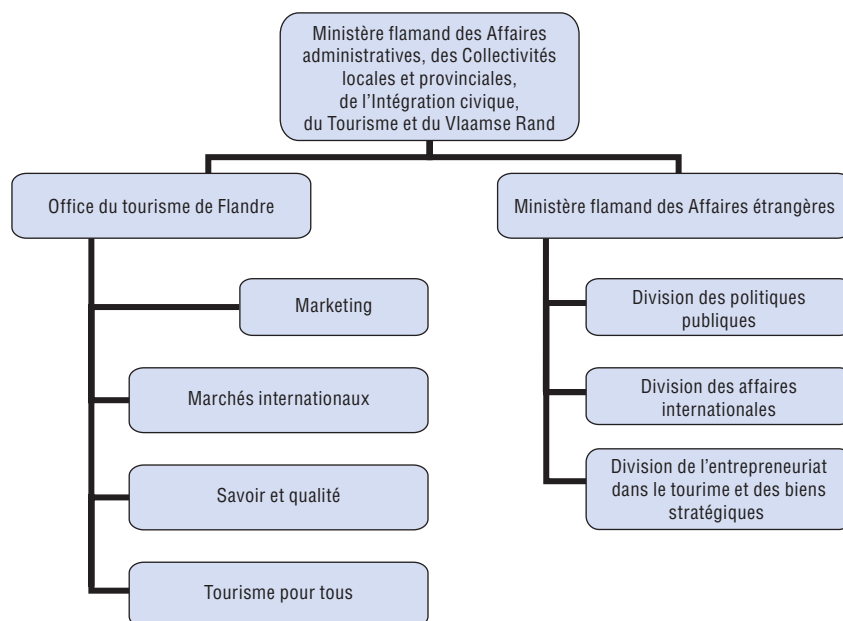 Ministère flamand des Affaires
administratives, des Collectivités
locales et provinciales,
de l'Intégration civique,
du Tourisme et du Vlaamse Rand
Office du tourisme de Flandre
Ministère flamand des Affaires étrangères
Marketing
Marchés internationaux
Savoir et qualité
Tourisme pour tous
Division des politiques
publiques
Division des affaires
internationales
Division de l'entrepreneuriat
dans le tourime et des biens
stratégiques